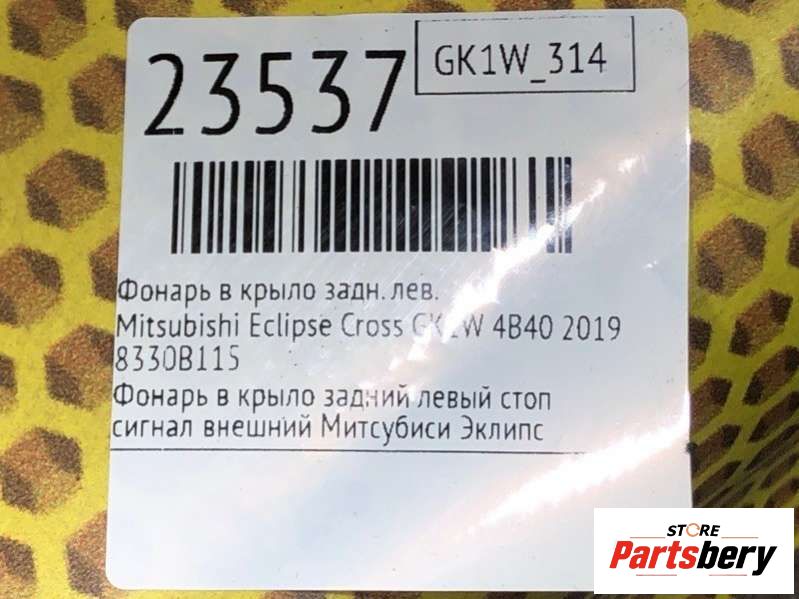 23537
GK1W_314
Фонарь в крыло задн. лев.
Mitsubishi Eclipse Cross GK1W 4B40 2019
8330B115
Фонарь в крыло задний левый стоп
сигнал внешний Митсубиси Эклипс
STORE
Partsbery